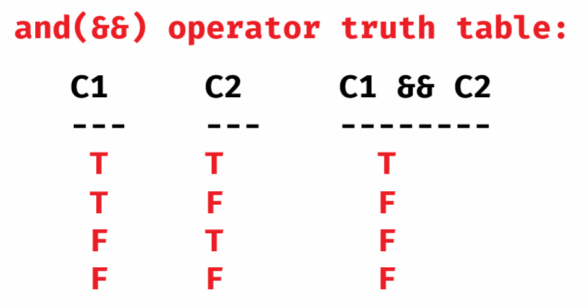 and(&&) operator truth table:
C1 C2 C1 && C2
--- --- --------
T T T
T F F
F T F
F F F